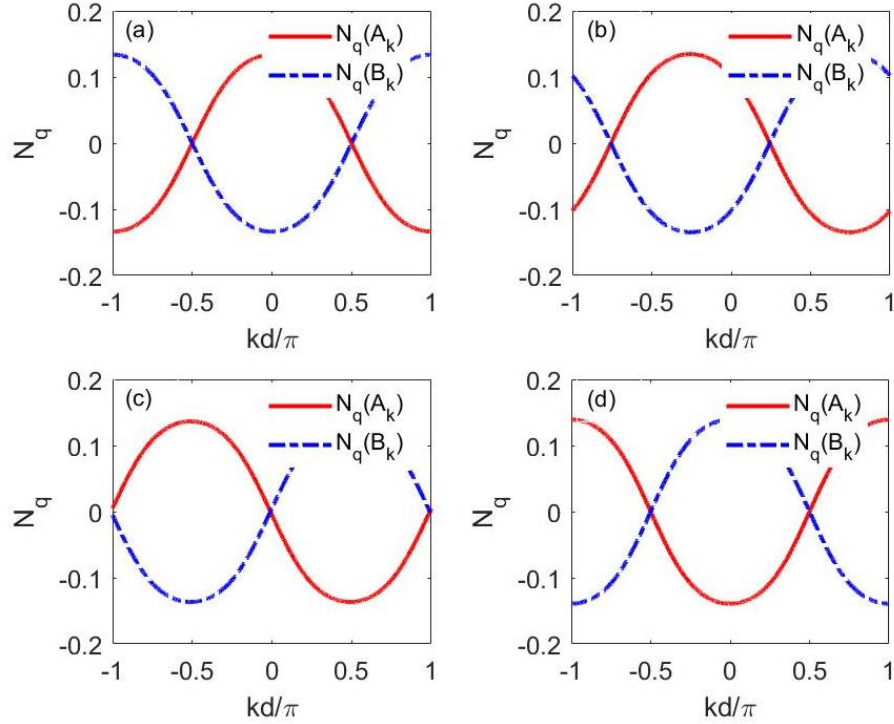 (a)
N_q(A_k)
N_q(B_k)
0.2
0.1
0
-0.1
-0.2
N_q
-1 -0.5 0 0.5 1
kd/π
(b)
N_q(A_k)
N_q(B_k)
0.2
0.1
0
-0.1
-0.2
N_q
-1 -0.5 0 0.5 1
kd/π
(c)
N_q(A_k)
N_q(B_k)
0.2
0.1
0
-0.1
-0.2
N_q
-1 -0.5 0 0.5 1
kd/π
(d)
N_q(A_k)
N_q(B_k)
0.2
0.1
0
-0.1
-0.2
N_q
-1 -0.5 0 0.5 1
kd/π